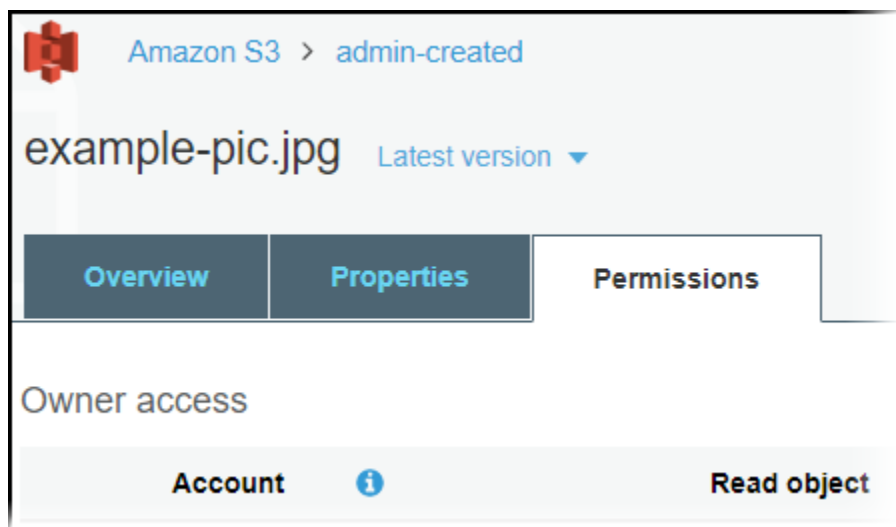 Amazon S3 > admin-created
example-pic.jpg Latest version
Overview Properties Permissions
Owner access
Account Read object